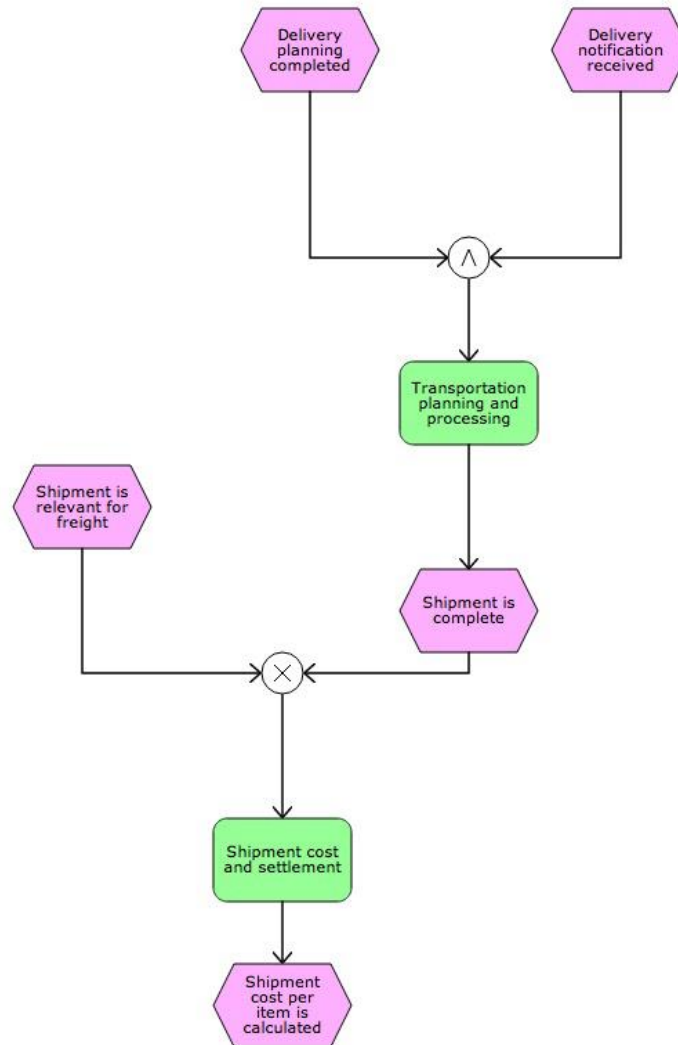 Delivery
planning
completed
Delivery
notification
received
∧
Transportation
planning and
processing
Shipment is
relevant for
freight
Shipment is
complete
Shipment cost
and settlement
Shipment
cost per
item is
calculated